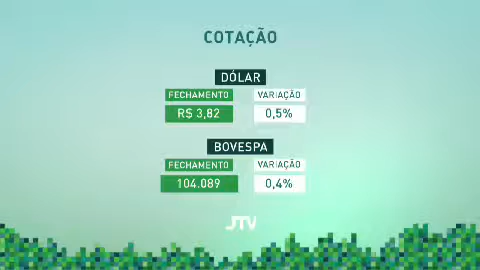 COTAÇÃO
DÓLAR
FECHAMENTO VARIAÇÃO
R$ 3,82 0,5%
BOVESPA
FECHAMENTO VARIAÇÃO
104.089 0,4%
JTV